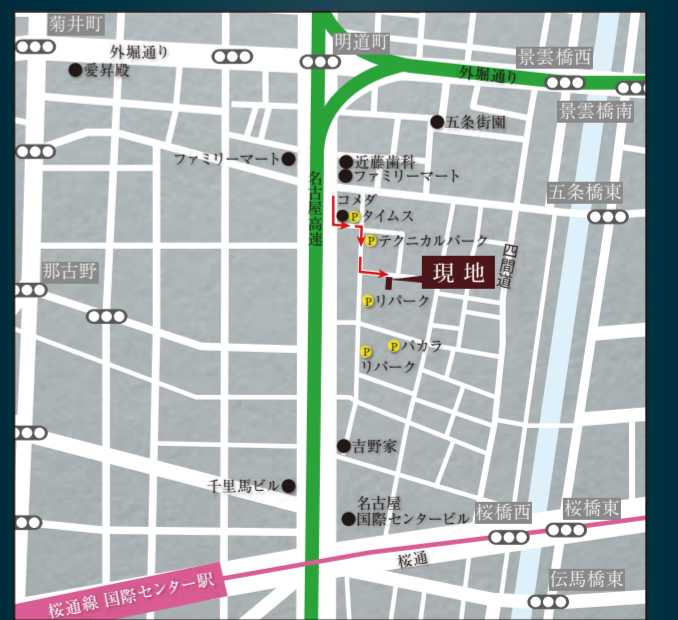 菊井町
外堀通り
明道町
景雲橋西
愛昇殿
外堀通り
景雲橋南
五条街園
ファミリーマート
近藤歯科
ファミリーマート
名古屋高速
コメダ
五条橋東
P タイムス
P テクニカルパーク
四間道
那古野
現地
P リパーク
P パカラ
P
リパーク
吉野家
千里馬ビル
名古屋
国際センタービル
桜橋西
桜橋東
桜通
桜通線 国際センター駅
伝馬橋東